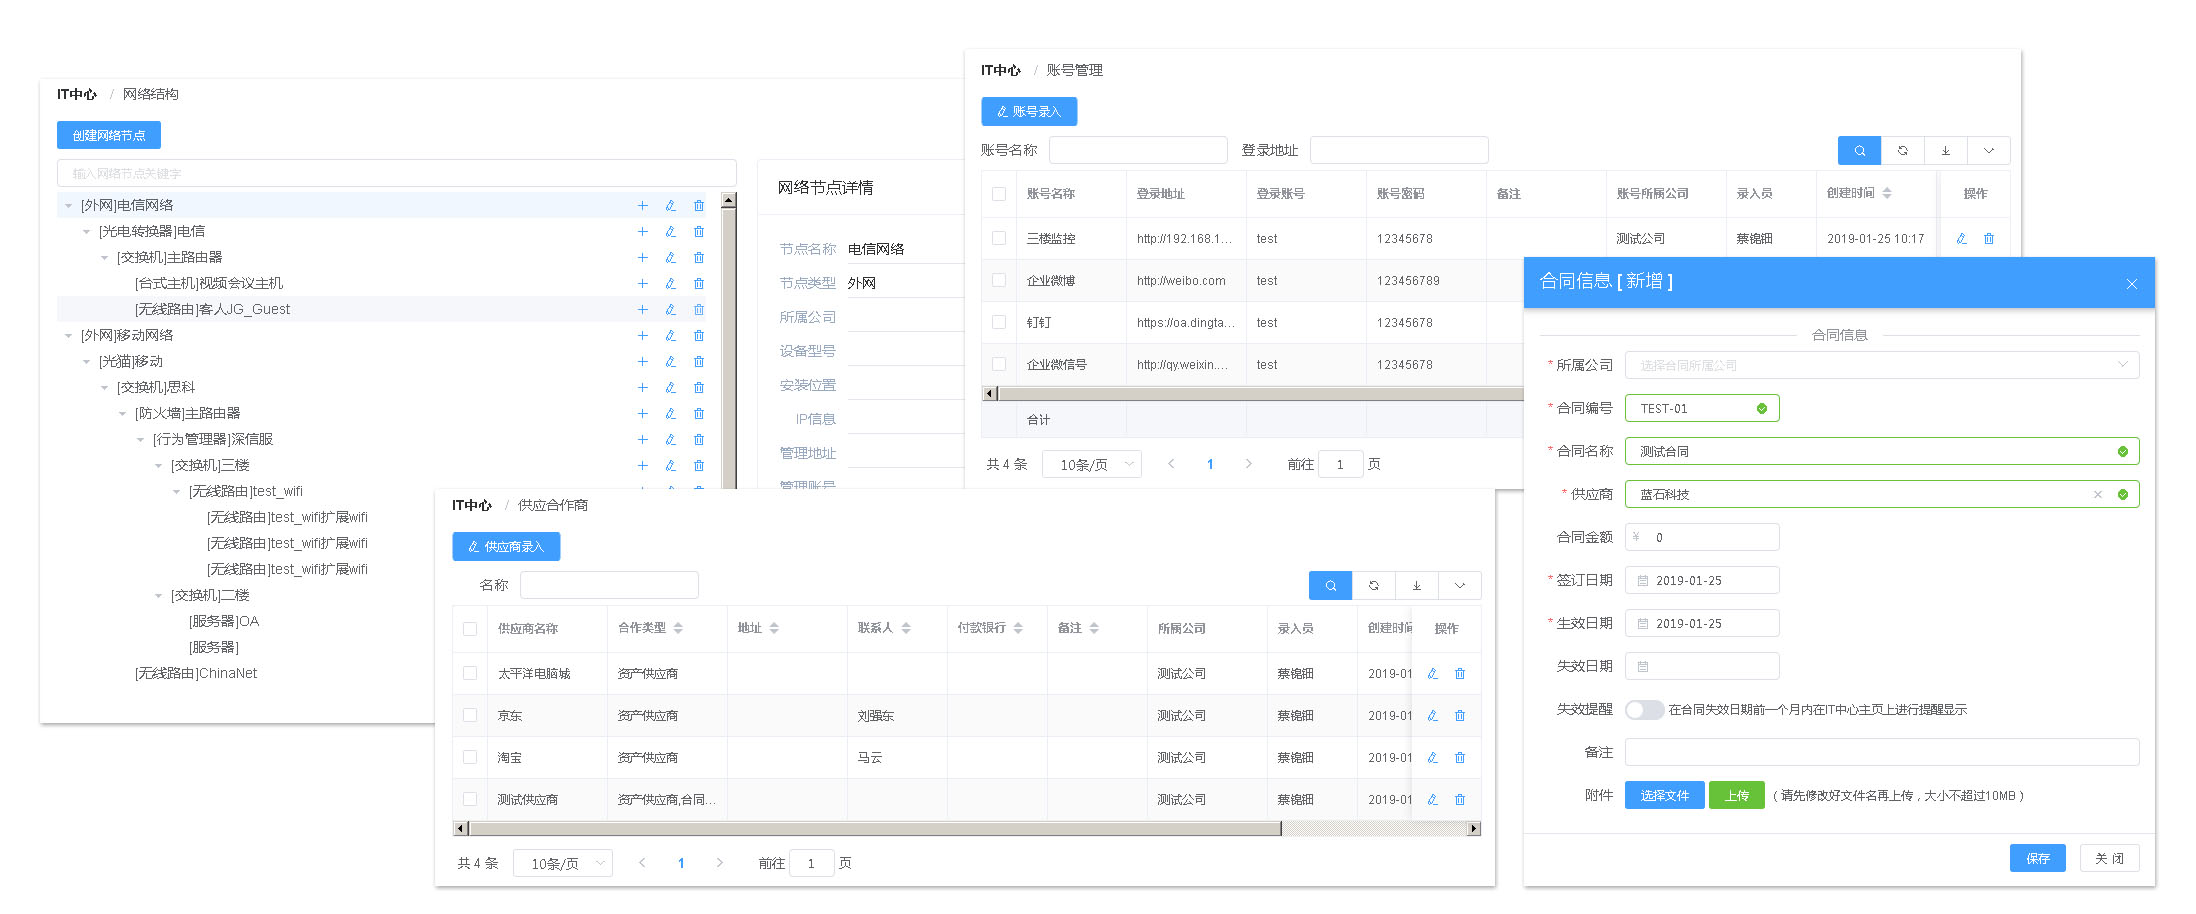 IT中心 / 网络结构
创建网络节点
输入网络节点关键字
[外网]电信网络
[光电转换器]电信
[交换机]主路由器
[台式主机]视频会议主机
[无线路由]客人JG_Guest
[外网]移动网络
[光猫]移动
[交换机]思科
[防火墙]主路由器
[行为管理器]深信服
[交换机]三楼
[无线路由]test_wifi
[无线路由]test_wifi扩展wifi
[无线路由]test_wifi扩展wifi
[无线路由]test_wifi扩展wifi
[交换机]二楼
[服务器]OA
[服务器]
[无线路由]ChinaNet
网络节点详情
节点名称 电信网络
节点类型 外网
所属公司
设备型号
安装位置
IP信息
管理地址
管理账号
IT中心 / 账号管理
账号录入
账号名称 登录地址
账号名称 登录地址 登录账号 账号密码 备注 账号所属公司 录入员 创建时间 操作
三楼监控 http://192.168.1... test 12345678 测试公司 蔡锦钿 2019-01-25 10:17
企业微博 http://weibo.com test 123456789
钉钉 https://oa.dingta... test 12345678
企业微信号 http://qy.weixin.... test 12345678
合计
共 4 条 10条/页 1 前往 1 页
IT中心 / 供应合作商
供应商录入
名称
供应商名称 合作类型 地址 联系人 付款银行 备注 所属公司 录入员 创建时间 操作
太平洋电脑城 资产供应商 测试公司 蔡锦钿 2019-01
京东 资产供应商 刘强东 测试公司 蔡锦钿 2019-01
淘宝 资产供应商 马云 测试公司 蔡锦钿 2019-01
测试供应商 资产供应商,合同... 测试公司 蔡锦钿 2019-01
共 4 条 10条/页 1 前往 1 页
合同信息 [ 新增 ]
合同信息
* 所属公司 选择合同所属公司
* 合同编号 TEST-01
* 合同名称 测试合同
* 供应商 蓝石科技
合同金额 ¥ 0
* 签订日期 2019-01-25
* 生效日期 2019-01-25
失效日期
失效提醒 在合同失效日期前一个月内在IT中心主页上进行提醒显示
备注
附件 选择文件 上传 ( 请先修改好文件名再上传，大小不超过10MB )
保存 关 闭